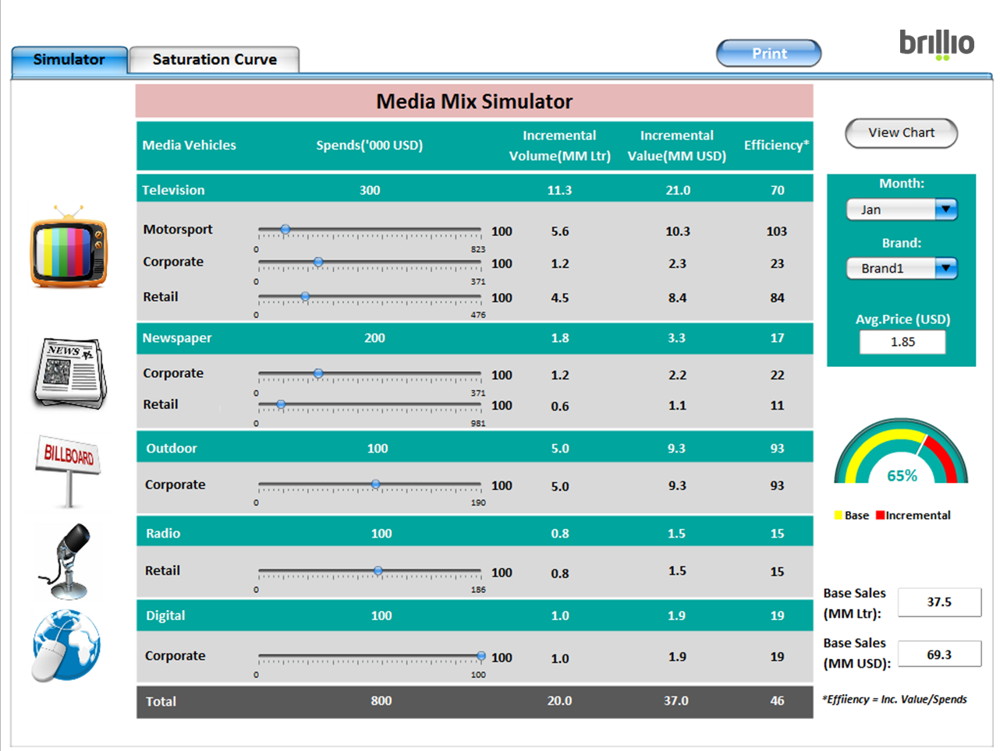 brillio
Simulator
Saturation Curve
Print
Media Mix Simulator
Media Vehicles
Spends('000 USD)
Incremental
Volume(MM Ltr)
Incremental
Value(MM USD)
Efficiency*
View Chart
Television 300 11.3 21.0 70
Motorsport 100 5.6 10.3 103
0 823
Corporate 100 1.2 2.3 23
0 371
Retail 100 4.5 8.4 84
0 476
Newspaper 200 1.8 3.3 17
Corporate 100 1.2 2.2 22
0 371
Retail 100 0.6 1.1 11
0 981
Outdoor 100 5.0 9.3 93
Corporate 100 5.0 9.3 93
0 190
Radio 100 0.8 1.5 15
Retail 100 0.8 1.5 15
0 186
Digital 100 1.0 1.9 19
Corporate 100 1.0 1.9 19
0 100
Total 800 20.0 37.0 46
Month:
Jan
Brand:
Brand1
Avg.Price (USD)
1.85
65%
Base Incremental
Base Sales
(MM Ltr):
37.5
Base Sales
(MM USD):
69.3
*Effiiency = Inc. Value/Spends
NEWS
BILLBOARD